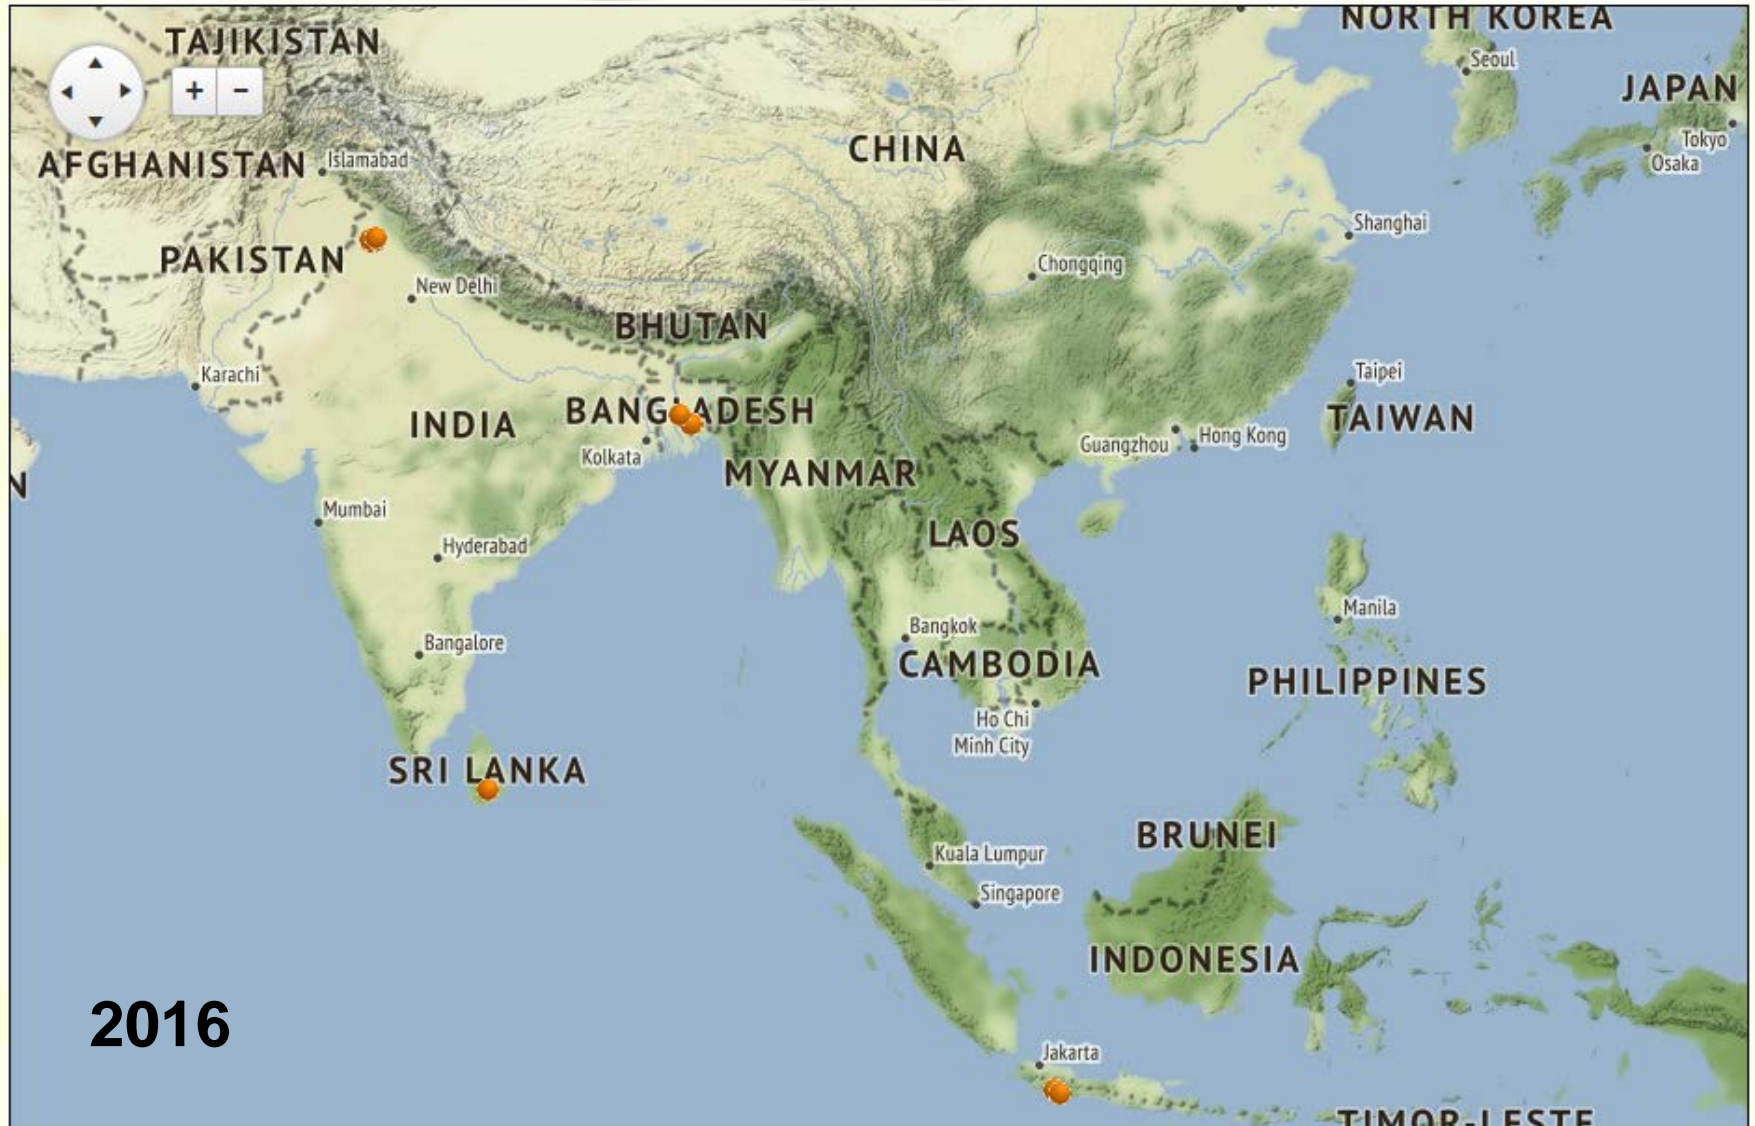 NORTH KOREA
TAJIKISTAN
Seoul
JAPAN
+ −
Tokyo
CHINA
Osaka
AFGHANISTAN
Islamabad
Shanghai
PAKISTAN
Chongqing
New Delhi
BHUTAN
Karachi
Taipei
INDIA
BANGLADESH
TAIWAN
Guangzhou
Hong Kong
Kolkata
MYANMAR
N
Mumbai
LAOS
Hyderabad
Manila
Bangkok
Bangalore
CAMBODIA
PHILIPPINES
Ho Chi
Minh City
SRI LANKA
BRUNEI
Kuala Lumpur
Singapore
INDONESIA
2016
Jakarta
TIMOR-LESTE